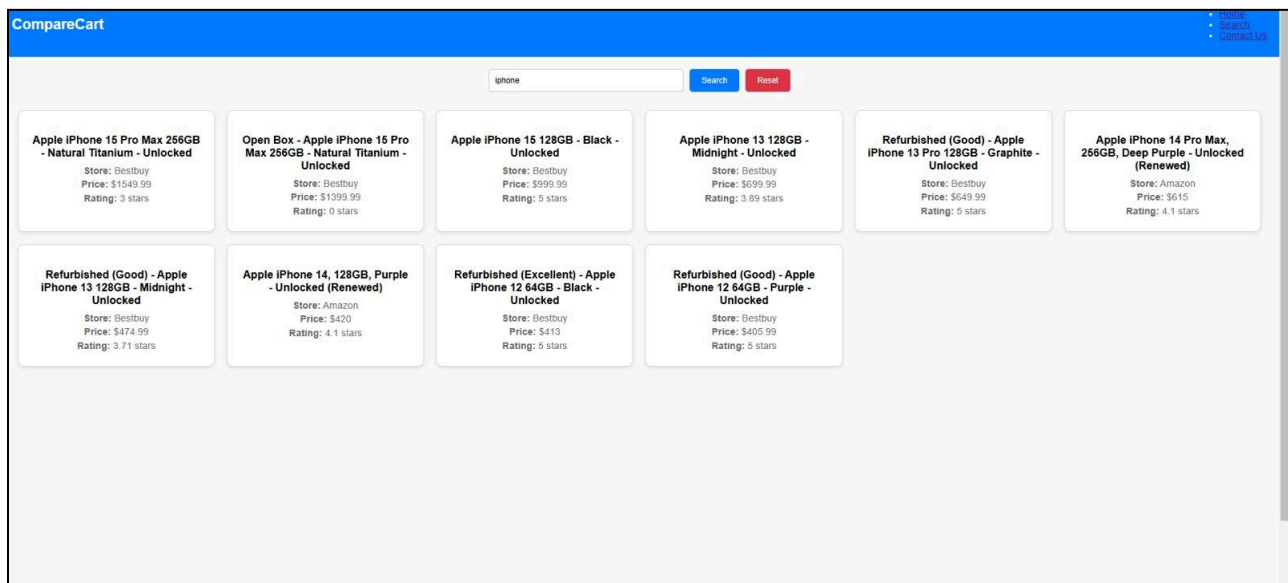 CompareCart
Home
Search
Contact Us
iphone
Search
Reset
Apple iPhone 15 Pro Max 256GB
- Natural Titanium - Unlocked
Store: Bestbuy
Price: $1549.99
Rating: 3 stars
Open Box - Apple iPhone 15 Pro
Max 256GB - Natural Titanium -
Unlocked
Store: Bestbuy
Price: $1399.99
Rating: 0 stars
Apple iPhone 15 128GB - Black -
Unlocked
Store: Bestbuy
Price: $999.99
Rating: 5 stars
Apple iPhone 13 128GB -
Midnight - Unlocked
Store: Bestbuy
Price: $699.99
Rating: 3.89 stars
Refurbished (Good) - Apple
iPhone 13 Pro 128GB - Graphite -
Unlocked
Store: Bestbuy
Price: $649.99
Rating: 5 stars
Apple iPhone 14 Pro Max,
256GB, Deep Purple - Unlocked
(Renewed)
Store: Amazon
Price: $615
Rating: 4.1 stars
Refurbished (Good) - Apple
iPhone 13 128GB - Midnight -
Unlocked
Store: Bestbuy
Price: $474.99
Rating: 3.71 stars
Apple iPhone 14, 128GB, Purple
- Unlocked (Renewed)
Store: Amazon
Price: $420
Rating: 4.1 stars
Refurbished (Excellent) - Apple
iPhone 12 64GB - Black -
Unlocked
Store: Bestbuy
Price: $413
Rating: 5 stars
Refurbished (Good) - Apple
iPhone 12 64GB - Purple -
Unlocked
Store: Bestbuy
Price: $405.99
Rating: 5 stars